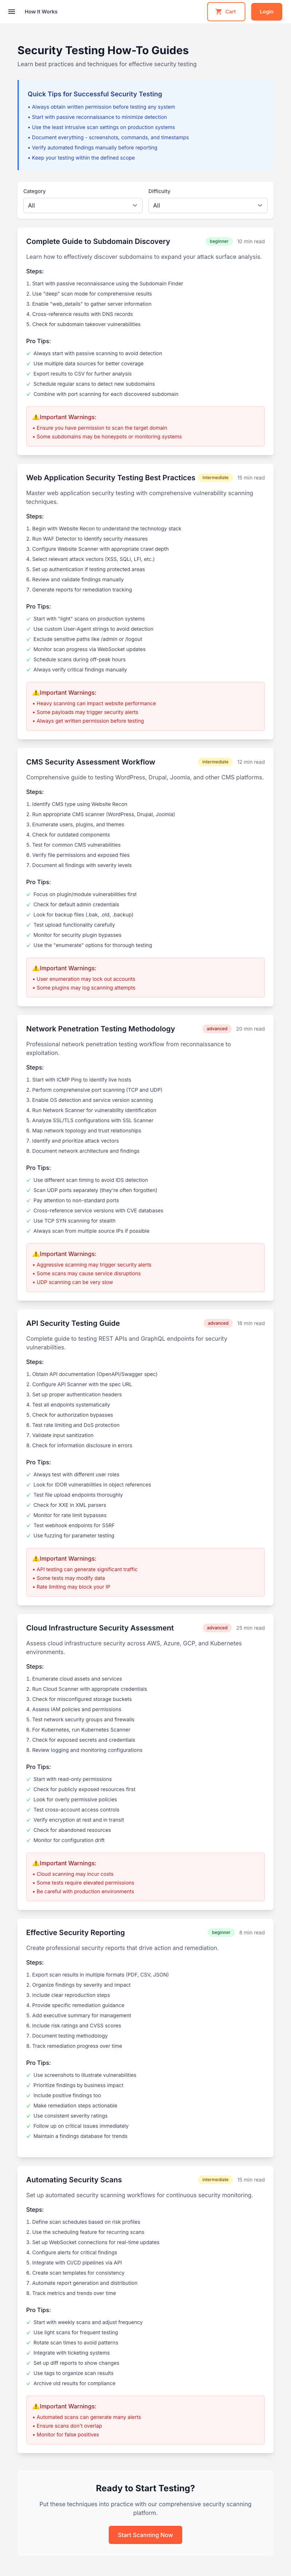 How It Works
Cart
Login
Security Testing How-To Guides
Learn best practices and techniques for effective security testing
Quick Tips for Successful Security Testing
• Always obtain written permission before testing any system
• Start with passive reconnaissance to minimize detection
• Use the least intrusive scan settings on production systems
• Document everything - screenshots, commands, and timestamps
• Verify automated findings manually before reporting
• Keep your testing within the defined scope
Category
Difficulty
All
All
Complete Guide to Subdomain Discovery
beginner
10 min read
Learn how to effectively discover subdomains to expand your attack surface analysis.
Steps:
1. Start with passive reconnaissance using the Subdomain Finder
2. Use "deep" scan mode for comprehensive results
3. Enable "web_details" to gather server information
4. Cross-reference results with DNS records
5. Check for subdomain takeover vulnerabilities
Pro Tips:
✓ Always start with passive scanning to avoid detection
✓ Use multiple data sources for better coverage
✓ Export results to CSV for further analysis
✓ Schedule regular scans to detect new subdomains
✓ Combine with port scanning for each discovered subdomain
⚠️Important Warnings:
• Ensure you have permission to scan the target domain
• Some subdomains may be honeypots or monitoring systems
Web Application Security Testing Best Practices
intermediate
15 min read
Master web application security testing with comprehensive vulnerability scanning
techniques.
Steps:
1. Begin with Website Recon to understand the technology stack
2. Run WAF Detector to identify security measures
3. Configure Website Scanner with appropriate crawl depth
4. Select relevant attack vectors (XSS, SQLi, LFI, etc.)
5. Set up authentication if testing protected areas
6. Review and validate findings manually
7. Generate reports for remediation tracking
Pro Tips:
✓ Start with "light" scans on production systems
✓ Use custom User-Agent strings to avoid detection
✓ Exclude sensitive paths like /admin or /logout
✓ Monitor scan progress via WebSocket updates
✓ Schedule scans during off-peak hours
✓ Always verify critical findings manually
⚠️Important Warnings:
• Heavy scanning can impact website performance
• Some payloads may trigger security alerts
• Always get written permission before testing
CMS Security Assessment Workflow
intermediate
12 min read
Comprehensive guide to testing WordPress, Drupal, Joomla, and other CMS platforms.
Steps:
1. Identify CMS type using Website Recon
2. Run appropriate CMS scanner (WordPress, Drupal, Joomla)
3. Enumerate users, plugins, and themes
4. Check for outdated components
5. Test for common CMS vulnerabilities
6. Verify file permissions and exposed files
7. Document all findings with severity levels
Pro Tips:
✓ Focus on plugin/module vulnerabilities first
✓ Check for default admin credentials
✓ Look for backup files (.bak, .old, .backup)
✓ Test upload functionality carefully
✓ Monitor for security plugin bypasses
✓ Use the "enumerate" options for thorough testing
⚠️Important Warnings:
• User enumeration may lock out accounts
• Some plugins may log scanning attempts
Network Penetration Testing Methodology
advanced
20 min read
Professional network penetration testing workflow from reconnaissance to
exploitation.
Steps:
1. Start with ICMP Ping to identify live hosts
2. Perform comprehensive port scanning (TCP and UDP)
3. Enable OS detection and service version scanning
4. Run Network Scanner for vulnerability identification
5. Analyze SSL/TLS configurations with SSL Scanner
6. Map network topology and trust relationships
7. Identify and prioritize attack vectors
8. Document network architecture and findings
Pro Tips:
✓ Use different scan timing to avoid IDS detection
✓ Scan UDP ports separately (they're often forgotten)
✓ Pay attention to non-standard ports
✓ Cross-reference service versions with CVE databases
✓ Use TCP SYN scanning for stealth
✓ Always scan from multiple source IPs if possible
⚠️Important Warnings:
• Aggressive scanning may trigger security alerts
• Some scans may cause service disruptions
• UDP scanning can be very slow
API Security Testing Guide
advanced
18 min read
Complete guide to testing REST APIs and GraphQL endpoints for security
vulnerabilities.
Steps:
1. Obtain API documentation (OpenAPI/Swagger spec)
2. Configure API Scanner with the spec URL
3. Set up proper authentication headers
4. Test all endpoints systematically
5. Check for authorization bypasses
6. Test rate limiting and DoS protection
7. Validate input sanitization
8. Check for information disclosure in errors
Pro Tips:
✓ Always test with different user roles
✓ Look for IDOR vulnerabilities in object references
✓ Test file upload endpoints thoroughly
✓ Check for XXE in XML parsers
✓ Monitor for rate limit bypasses
✓ Test webhook endpoints for SSRF
✓ Use fuzzing for parameter testing
⚠️Important Warnings:
• API testing can generate significant traffic
• Some tests may modify data
• Rate limiting may block your IP
Cloud Infrastructure Security Assessment
advanced
25 min read
Assess cloud infrastructure security across AWS, Azure, GCP, and Kubernetes
environments.
Steps:
1. Enumerate cloud assets and services
2. Run Cloud Scanner with appropriate credentials
3. Check for misconfigured storage buckets
4. Assess IAM policies and permissions
5. Test network security groups and firewalls
6. For Kubernetes, run Kubernetes Scanner
7. Check for exposed secrets and credentials
8. Review logging and monitoring configurations
Pro Tips:
✓ Start with read-only permissions
✓ Check for publicly exposed resources first
✓ Look for overly permissive policies
✓ Test cross-account access controls
✓ Verify encryption at rest and in transit
✓ Check for abandoned resources
✓ Monitor for configuration drift
⚠️Important Warnings:
• Cloud scanning may incur costs
• Some tests require elevated permissions
• Be careful with production environments
Effective Security Reporting
beginner
8 min read
Create professional security reports that drive action and remediation.
Steps:
1. Export scan results in multiple formats (PDF, CSV, JSON)
2. Organize findings by severity and impact
3. Include clear reproduction steps
4. Provide specific remediation guidance
5. Add executive summary for management
6. Include risk ratings and CVSS scores
7. Document testing methodology
8. Track remediation progress over time
Pro Tips:
✓ Use screenshots to illustrate vulnerabilities
✓ Prioritize findings by business impact
✓ Include positive findings too
✓ Make remediation steps actionable
✓ Use consistent severity ratings
✓ Follow up on critical issues immediately
✓ Maintain a findings database for trends
Automating Security Scans
intermediate
15 min read
Set up automated security scanning workflows for continuous security monitoring.
Steps:
1. Define scan schedules based on risk profiles
2. Use the scheduling feature for recurring scans
3. Set up WebSocket connections for real-time updates
4. Configure alerts for critical findings
5. Integrate with CI/CD pipelines via API
6. Create scan templates for consistency
7. Automate report generation and distribution
8. Track metrics and trends over time
Pro Tips:
✓ Start with weekly scans and adjust frequency
✓ Use light scans for frequent testing
✓ Rotate scan times to avoid patterns
✓ Integrate with ticketing systems
✓ Set up diff reports to show changes
✓ Use tags to organize scan results
✓ Archive old results for compliance
⚠️Important Warnings:
• Automated scans can generate many alerts
• Ensure scans don't overlap
• Monitor for false positives
Ready to Start Testing?
Put these techniques into practice with our comprehensive security scanning
platform.
Start Scanning Now